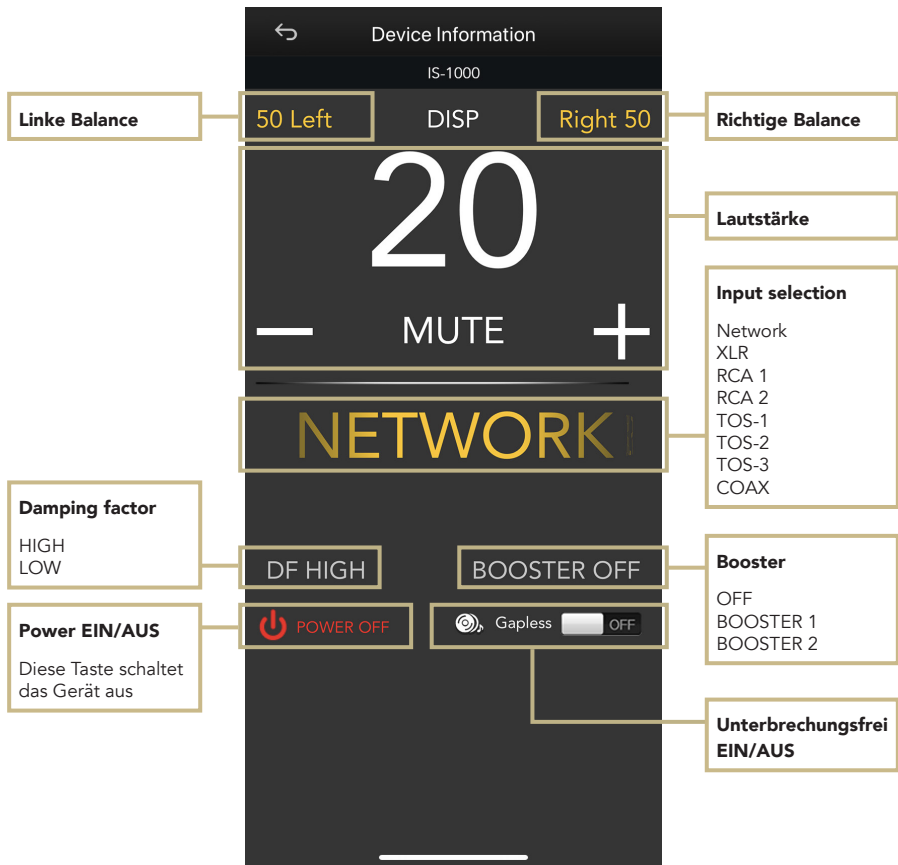 Device Information
IS-1000
Linke Balance
50 Left
DISP
Right 50
Richtige Balance
20
Lautstärke
MUTE
Input selection
Network
XLR
RCA 1
RCA 2
TOS-1
TOS-2
TOS-3
COAX
NETWORK
Damping factor
HIGH
LOW
DF HIGH
BOOSTER OFF
Booster
OFF
BOOSTER 1
BOOSTER 2
Power EIN/AUS
Diese Taste schaltet
das Gerät aus
POWER OFF
Gapless
OFF
Unterbrechungsfrei
EIN/AUS